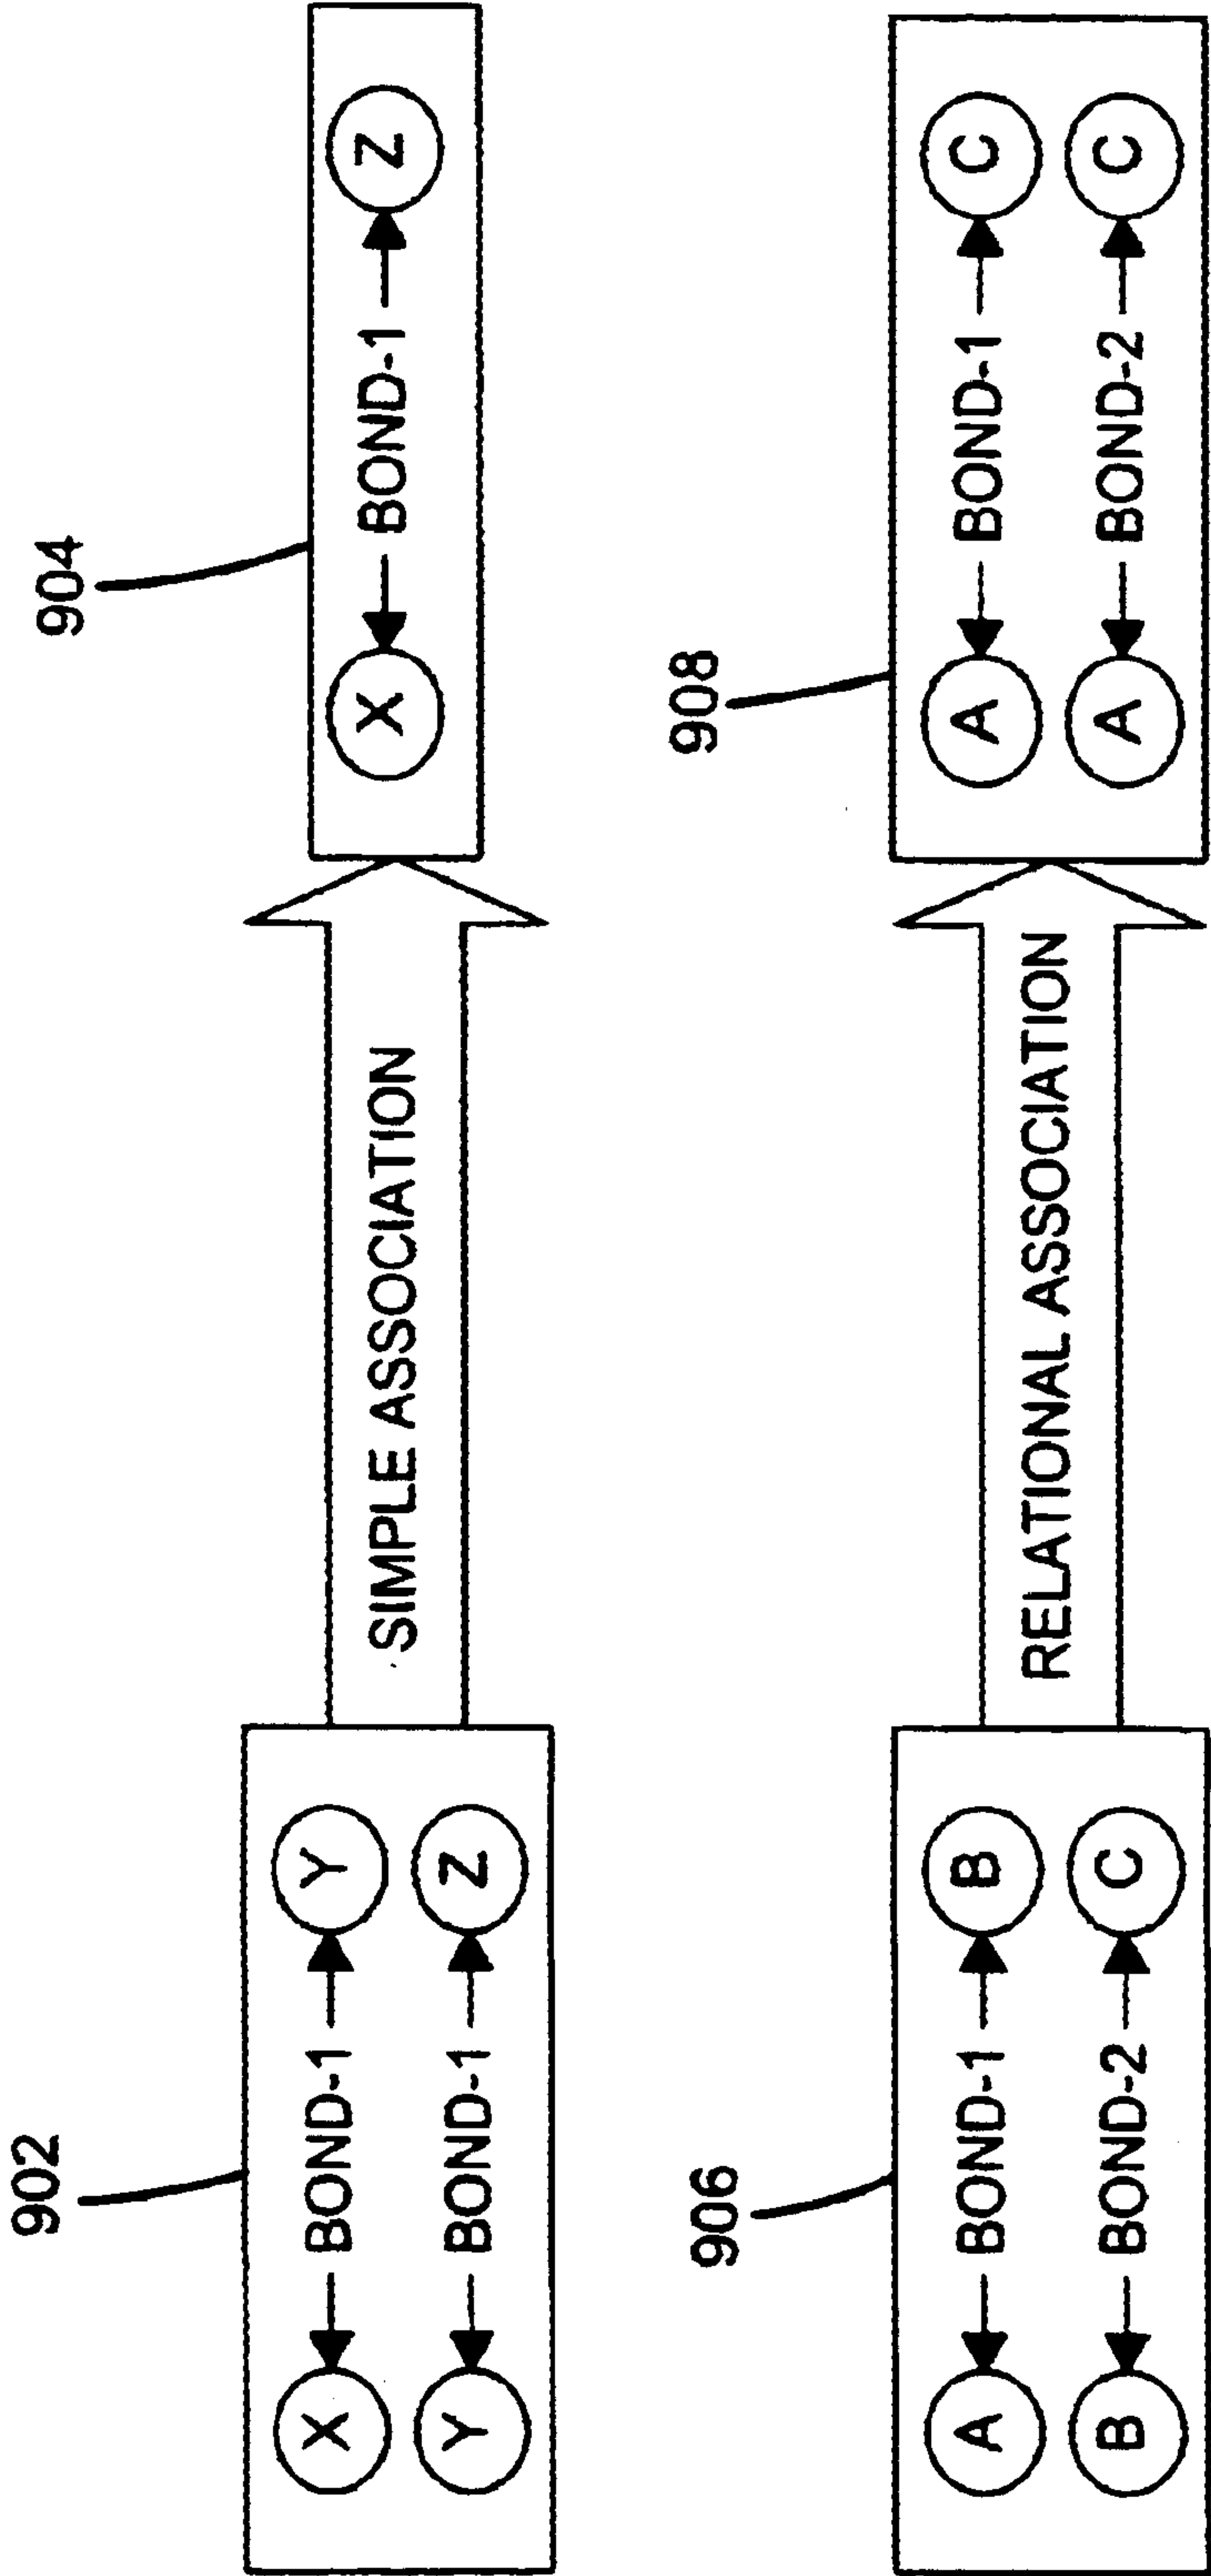 902
904
X BOND-1 Y
Y BOND-1 Z
SIMPLE ASSOCIATION
X BOND-1 Z
906
908
A BOND-1 B
B BOND-2 C
RELATIONAL ASSOCIATION
A BOND-1 C
A BOND-2 C